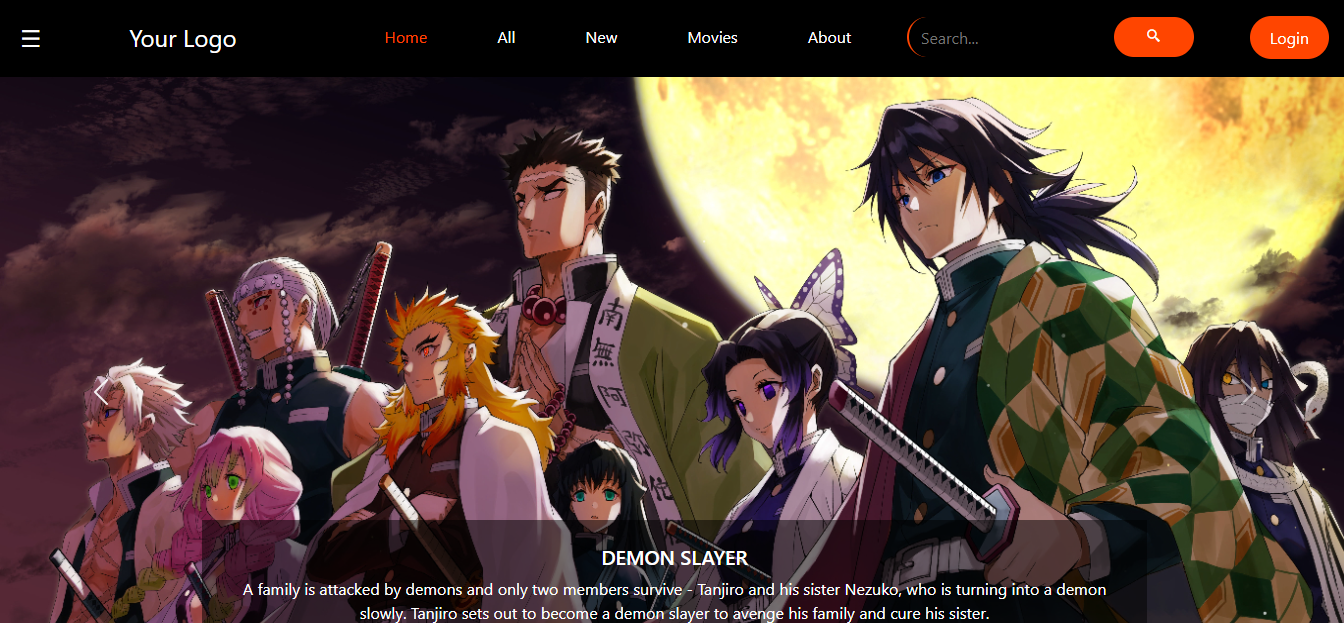 Your Logo
Home
All
New
Movies
About
Search...
Login
南
無
阿
弥
陀
DEMON SLAYER
A family is attacked by demons and only two members survive - Tanjiro and his sister Nezuko, who is turning into a demon
slowly. Tanjiro sets out to become a demon slayer to avenge his family and cure his sister.